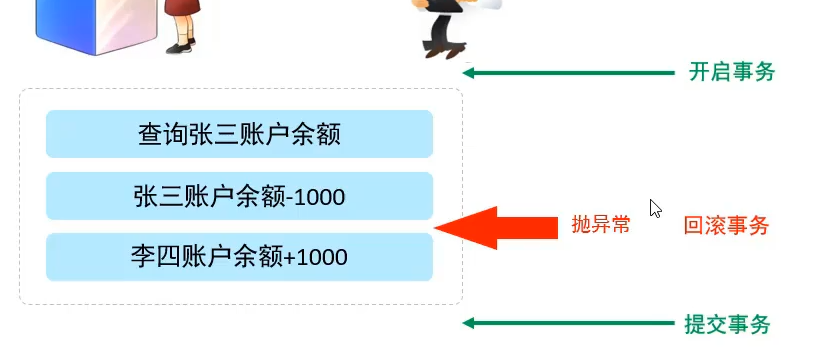 开启事务
查询张三账户余额
张三账户余额-1000
抛异常 回滚事务
李四账户余额+1000
提交事务